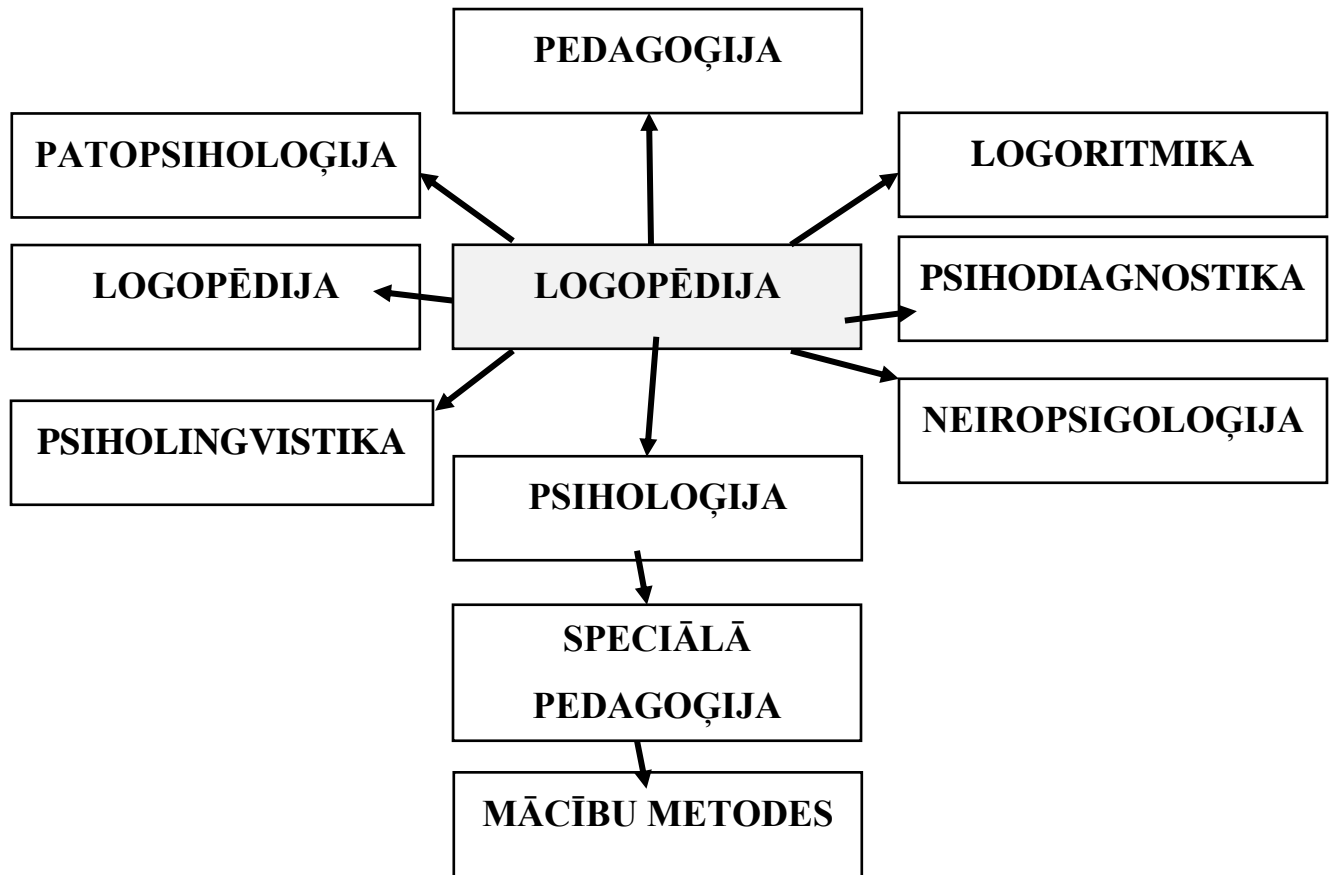 PEDAGOĢIJA
PATOPSIHOLOĢIJA
LOGORITMIKA
LOGOPĒDIJA
LOGOPĒDIJA
PSIHODIAGNOSTIKA
PSIHOLINGVISTIKA
NEIROPSIGOLOĢIJA
PSIHOLOĢIJA
SPECIĀLĀ
PEDAGOĢIJA
MĀCĪBU METODES